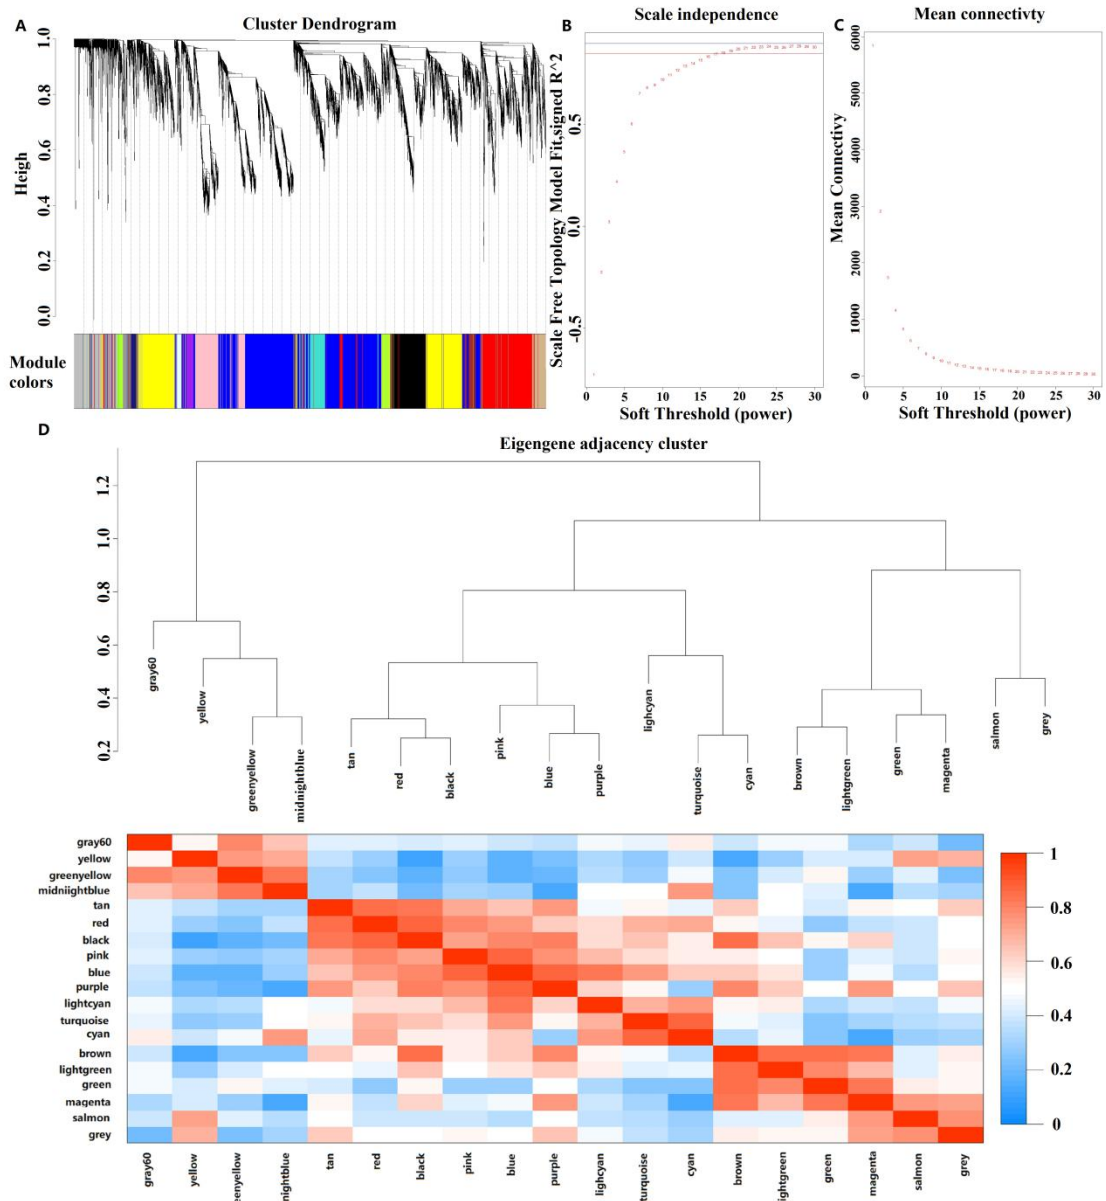 A
Cluster Dendrogram
Heigh
1.0
0.8
0.6
0.4
0.2
0.0
Module
colors
B
Scale independence
Scale Free Topology Model Fit,signed R^2
0.5
0.0
-0.5
0 5 10 15 20 25 30
Soft Threshold (power)
C
Mean connectivty
Mean Connectivy
6000
5000
4000
3000
2000
1000
0
0 5 10 15 20 25 30
Soft Threshold (power)
D
Eigengene adjacency cluster
1.2
1.0
0.8
0.6
0.4
0.2
gray60
yellow
greenyellow
midnightblue
tan
red
black
pink
blue
purple
lighcyan
turquoise
cyan
brown
lightgreen
green
magenta
salmon
grey
gray60
yellow
greenyellow
midniightblue
tan
red
black
pink
blue
purple
lightcyan
turquoise
cyan
brown
lightgreen
green
magenta
salmon
grey
1
0.8
0.6
0.4
0.2
0
gray60
yellow
eenyellow
nightblue
tan
red
black
pink
blue
purple
lighcyan
turquoise
cyan
brown
ightgreen
green
magenta
salmon
grey